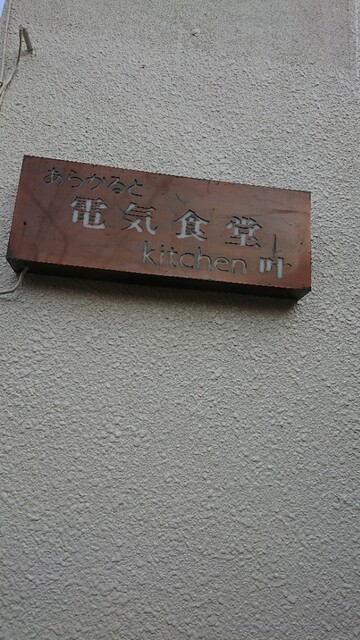 あらかると
電気食堂
kitchen 叶